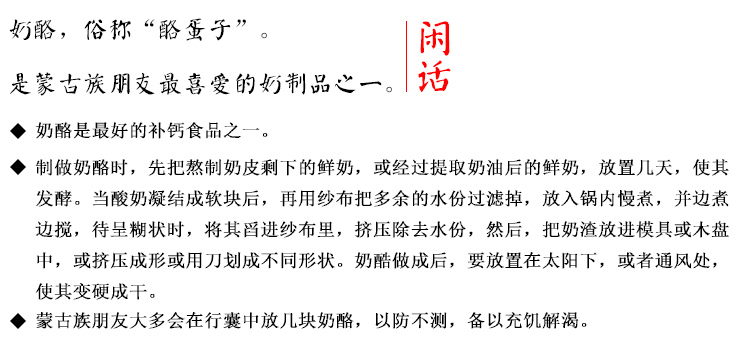 奶酪，俗称“酪蛋子”。
是蒙古族朋友最喜爱的奶制品之一。
闲话
◆ 奶酪是最好的补钙食品之一。
◆ 制做奶酪时，先把熬制奶皮剩下的鲜奶，或经过提取奶油后的鲜奶，放置几天，使其
发酵。当酸奶凝结成软块后，再用纱布把多余的水份过滤掉，放入锅内慢煮，并边煮
边搅，待呈糊状时，将其舀进纱布里，挤压除去水份，然后，把奶渣放进模具或木盘
中，或挤压成形或用刀划成不同形状。奶酷做成后，要放置在太阳下，或者通风处，
使其变硬成干。
◆ 蒙古族朋友大多会在行囊中放几块奶酪，以防不测，备以充饥解渴。